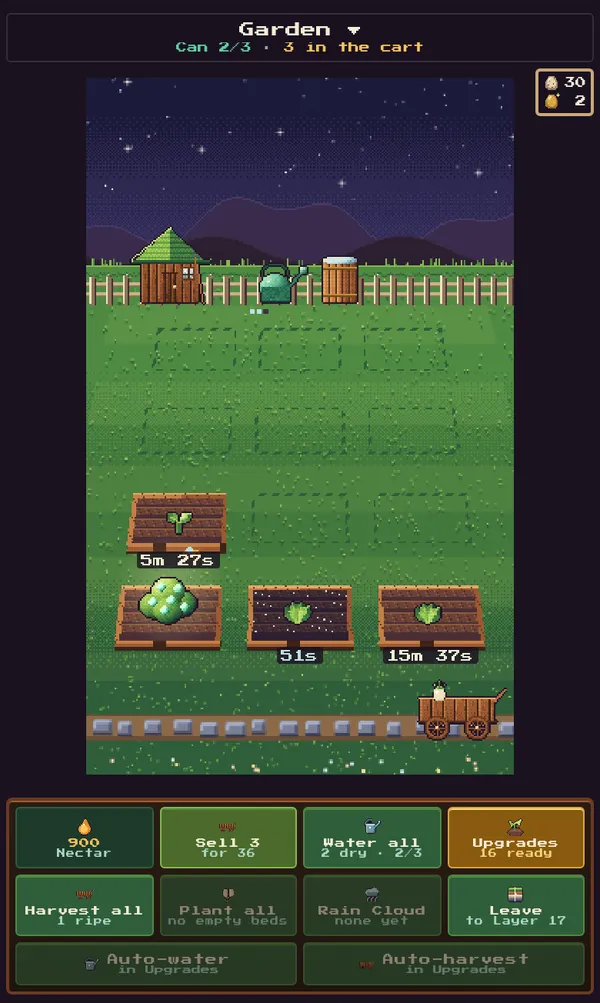 Garden ▼
Can 2/3 · 3 in the cart
30
2
5m 27s
51s
15m 37s
900
Nectar
Sell 3
for 36
Water all
2 dry · 2/3
Upgrades
16 ready
Harvest all
1 ripe
Plant all
no empty beds
Rain Cloud
none yet
Leave
to Layer 17
Auto-water
in Upgrades
Auto-harvest
in Upgrades